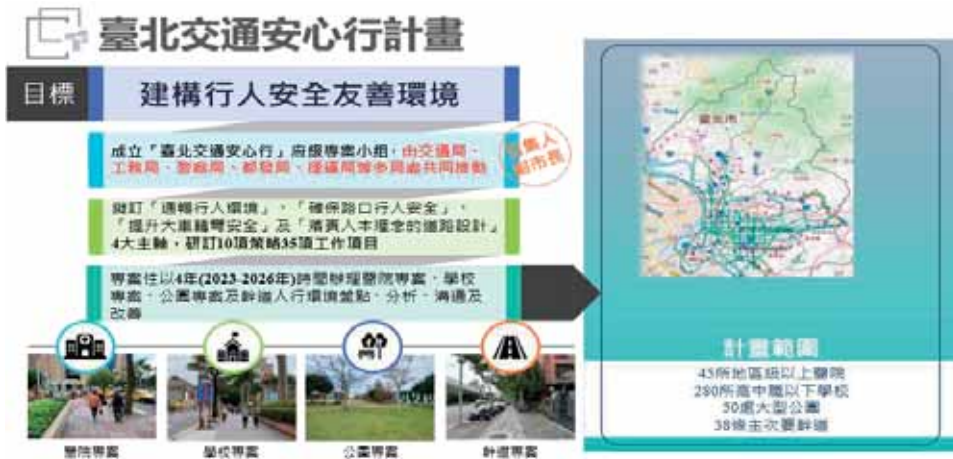 臺北交通安心行計畫
目標
建構行人安全友善環境
成立「臺北交通安心行」府級專案小組，由交通局、
工務局、警察局、都發局、捷運局等多局處共同推動
召集人
副市長
擬訂「通暢行人環境」、「確保路口行人安全」、
「提升大車轉彎安全」及「落實人本理念的道路設計」
4大主軸，研訂10項策略35項工作項目
專案性以4年(2023-2026年)時間辦理醫院專案、學校
專案、公園專案及幹道人行環境盤點、分析、溝通及
改善
醫院專案
學校專案
公園專案
幹道專案
臺北市
計畫範圍
43所地區級以上醫院
280所高中職以下學校
50處大型公園
38條主次要幹道